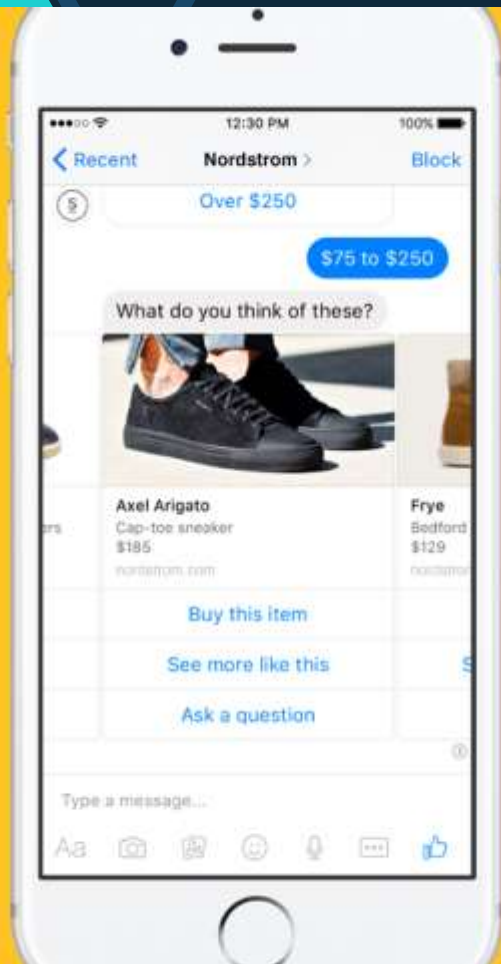 12:30 PM
100%
Recent
Nordstrom
Block
Over $250
$75 to $250
What do you think of these?
Axel Arigato
Cap-toe sneaker
$185
nordstrom.com
Frye
Bedford
$129
Buy this item
See more like this
Ask a question
Type a message...
Aa